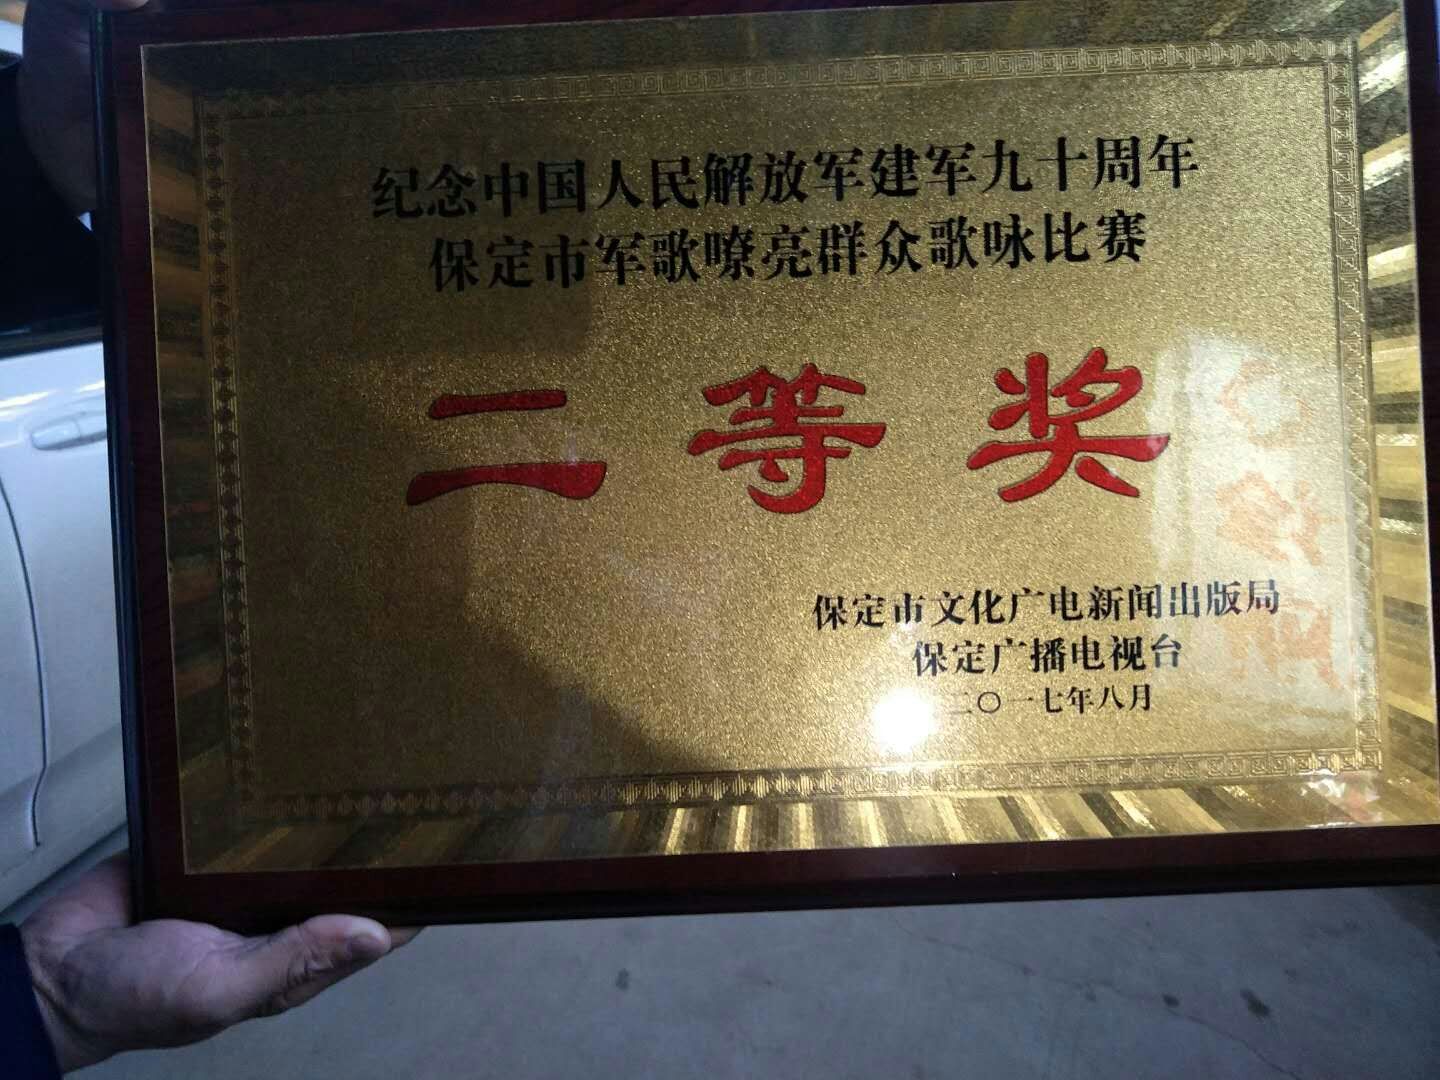 纪念中国人民解放军建军九十周年
保定市军歌嘹亮群众歌咏比赛
二等奖
保定市文化广电新闻出版局
保定广播电视台
二〇一七年八月